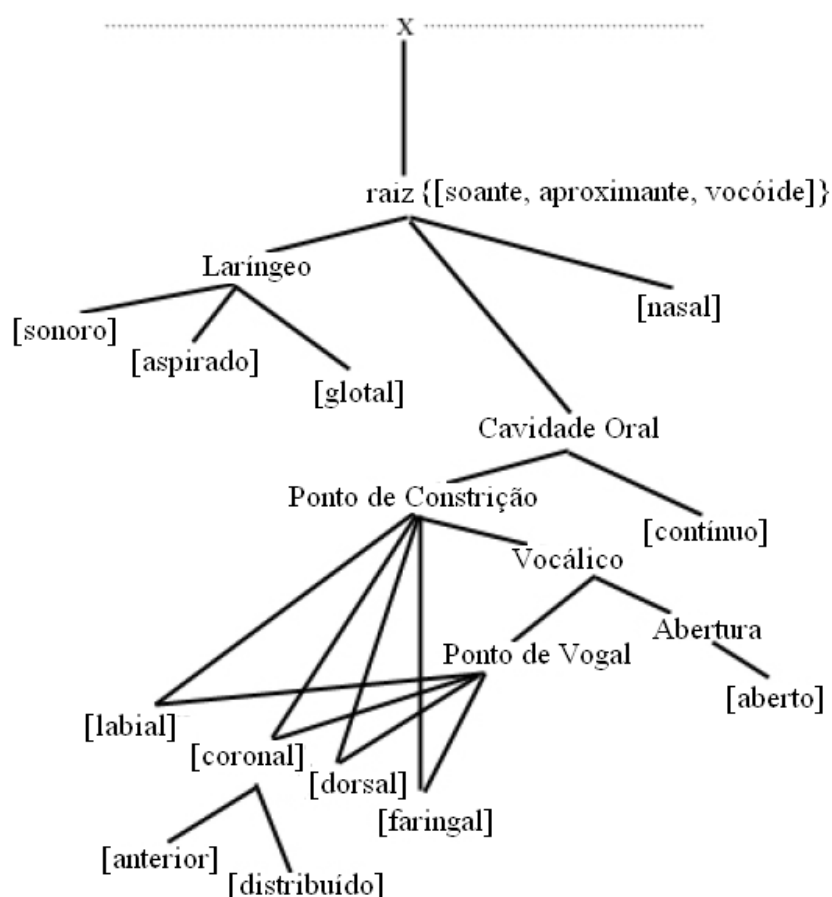 x
raiz {[soante, aproximante, vocóide]}
Laríngeo
[nasal]
[sonoro]
[aspirado]
[glotal]
Cavidade Oral
Ponto de Constrição
[contínuo]
Vocálico
Abertura
Ponto de Vogal
[aberto]
[labial]
[coronal]
[dorsal]
[faringal]
[anterior]
[distribuído]